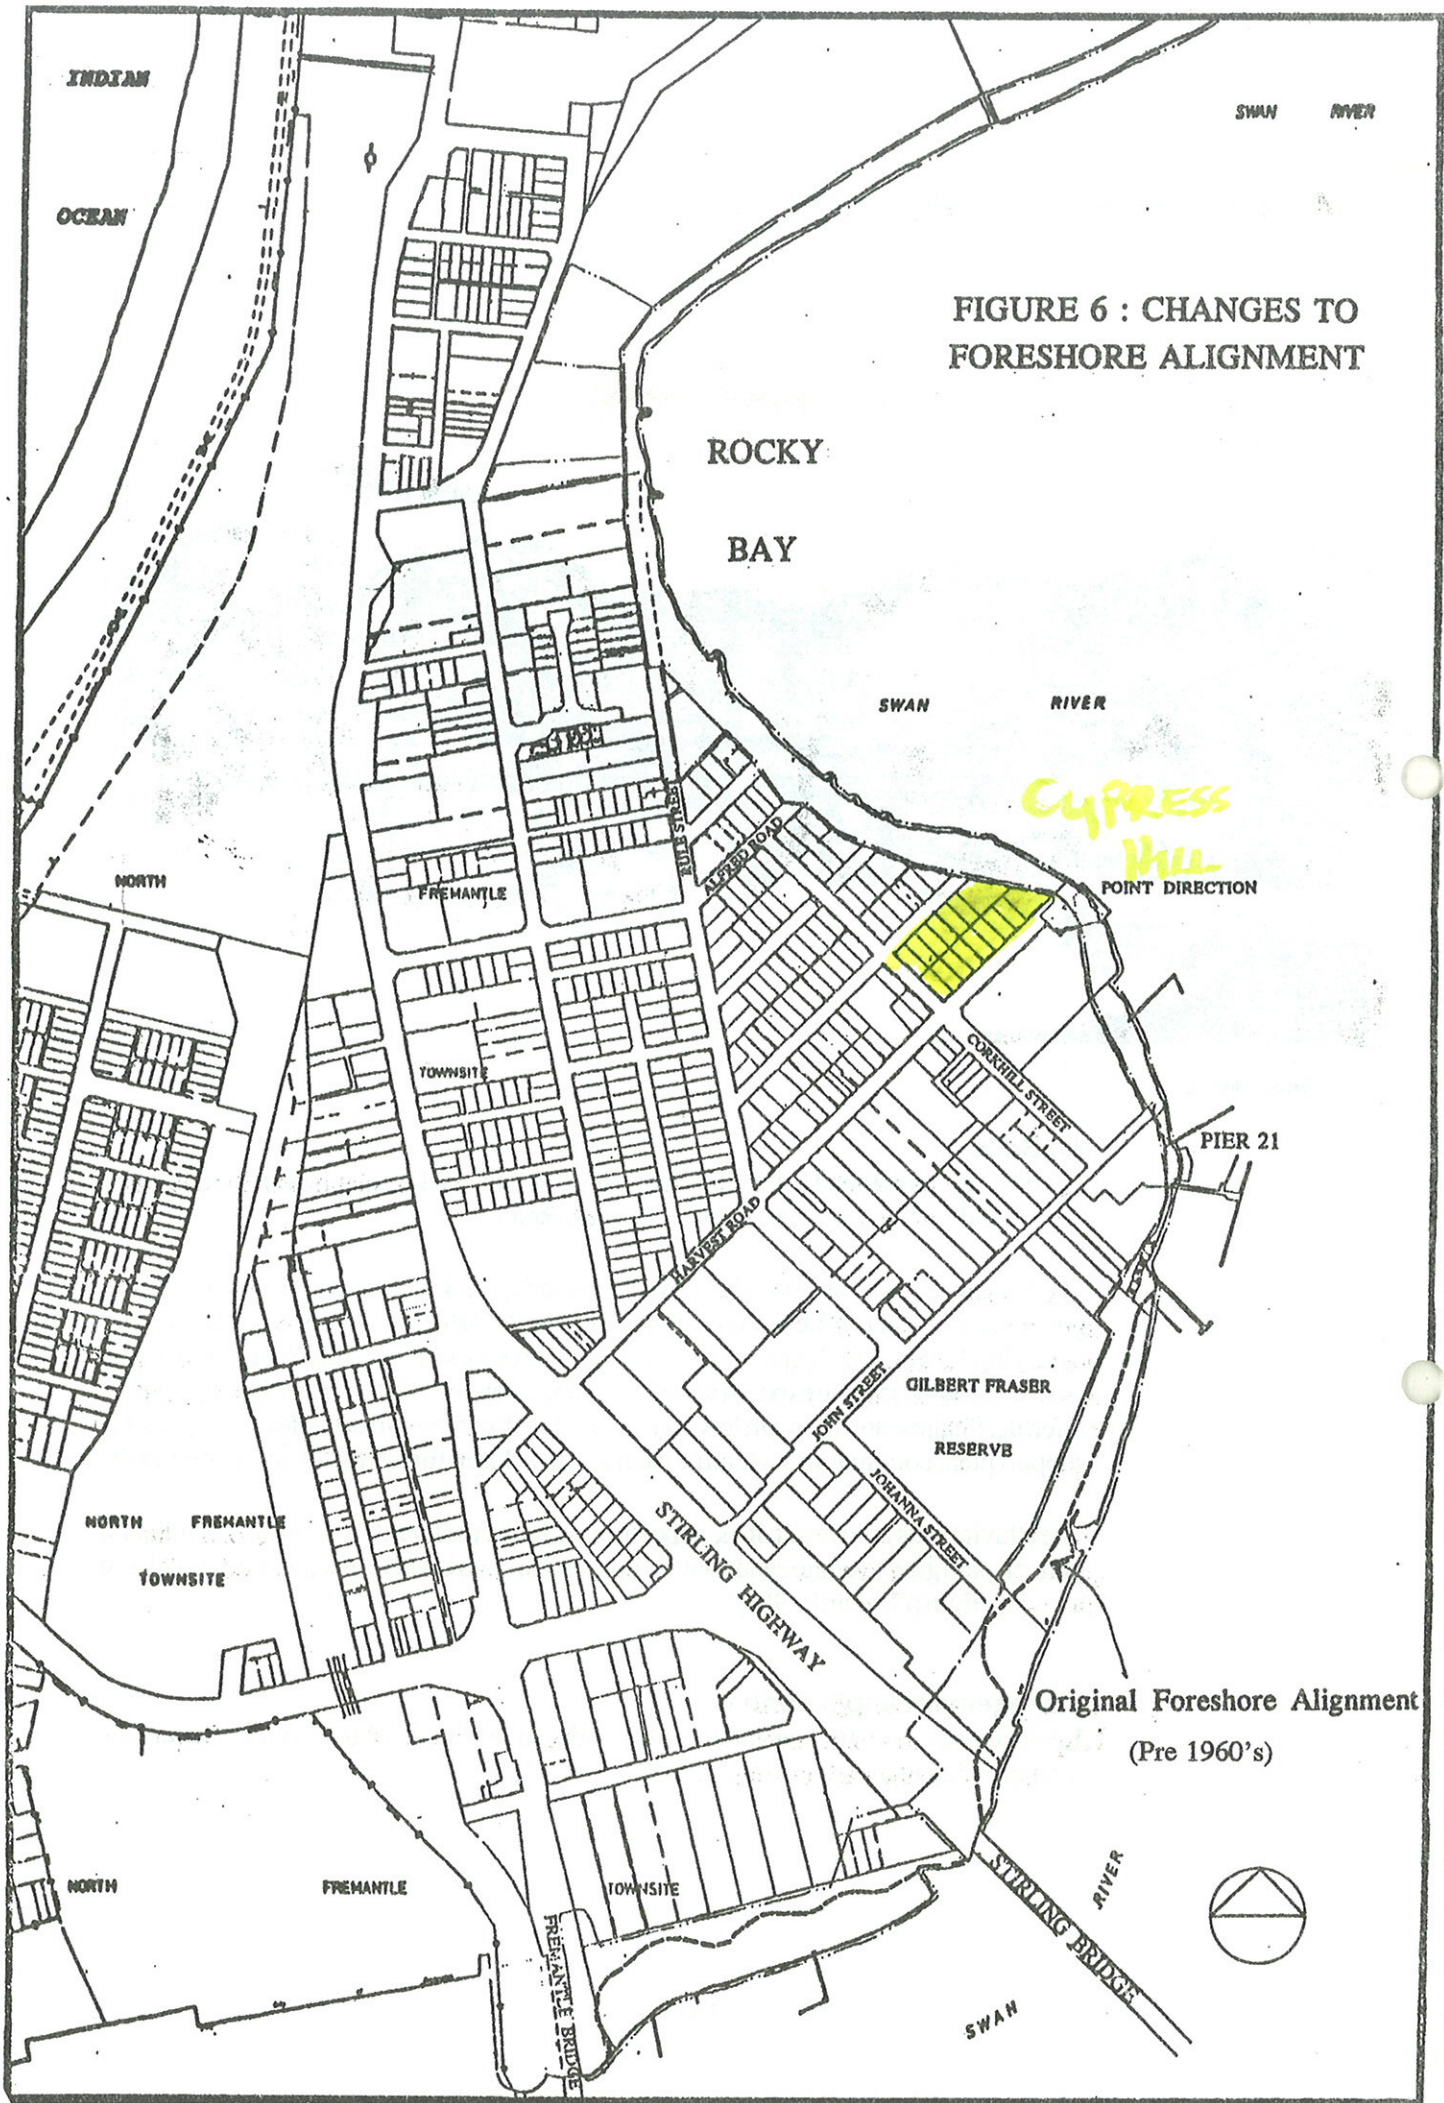 INDIAN
OCEAN
SWAN RIVER
FIGURE 6 : CHANGES TO
FORESHORE ALIGNMENT
ROCKY
BAY
SWAN RIVER
CYPRESS
HILL
POINT DIRECTION
RULE STREET
ALFRED ROAD
NORTH
FREMANTLE
TOWNSITE
CORKHILL STREET
PIER 21
HARVEST ROAD
JOHN STREET
GILBERT FRASER
RESERVE
JOHANNA STREET
NORTH FREMANTLE
TOWNSITE
STIRLING HIGHWAY
Original Foreshore Alignment
(Pre 1960's)
NORTH
FREMANTLE
TOWNSITE
FREMANTLE BRIDGE
STIRLING BRIDGE
RIVER
SWAN